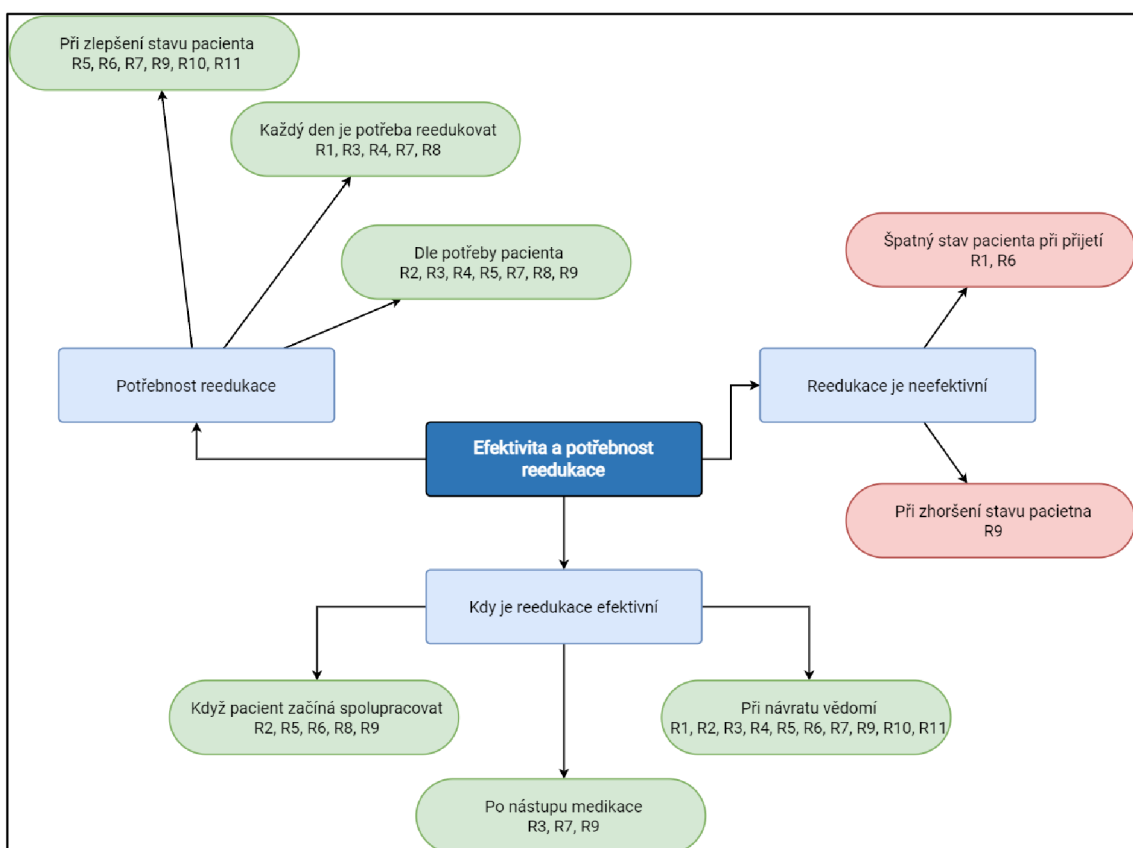 Při zlepšení stavu pacienta
R5, R6, R7, R9, R10, R11
Každý den je potřeba reedukovat
R1, R3, R4, R7, R8
Dle potřeby pacienta
R2, R3, R4, R5, R7, R8, R9
Špatný stav pacienta při přijetí
R1, R6
Potřebnost reedukace
Reedukace je neefektivní
Efektivita a potřebnost
reedukace
Při zhoršení stavu pacietna
R9
Kdy je reedukace efektivní
Když pacient začíná spolupracovat
R2, R5, R6, R8, R9
Při návratu vědomí
R1, R2, R3, R4, R5, R6, R7, R9, R10, R11
Po nástupu medikace
R3, R7, R9